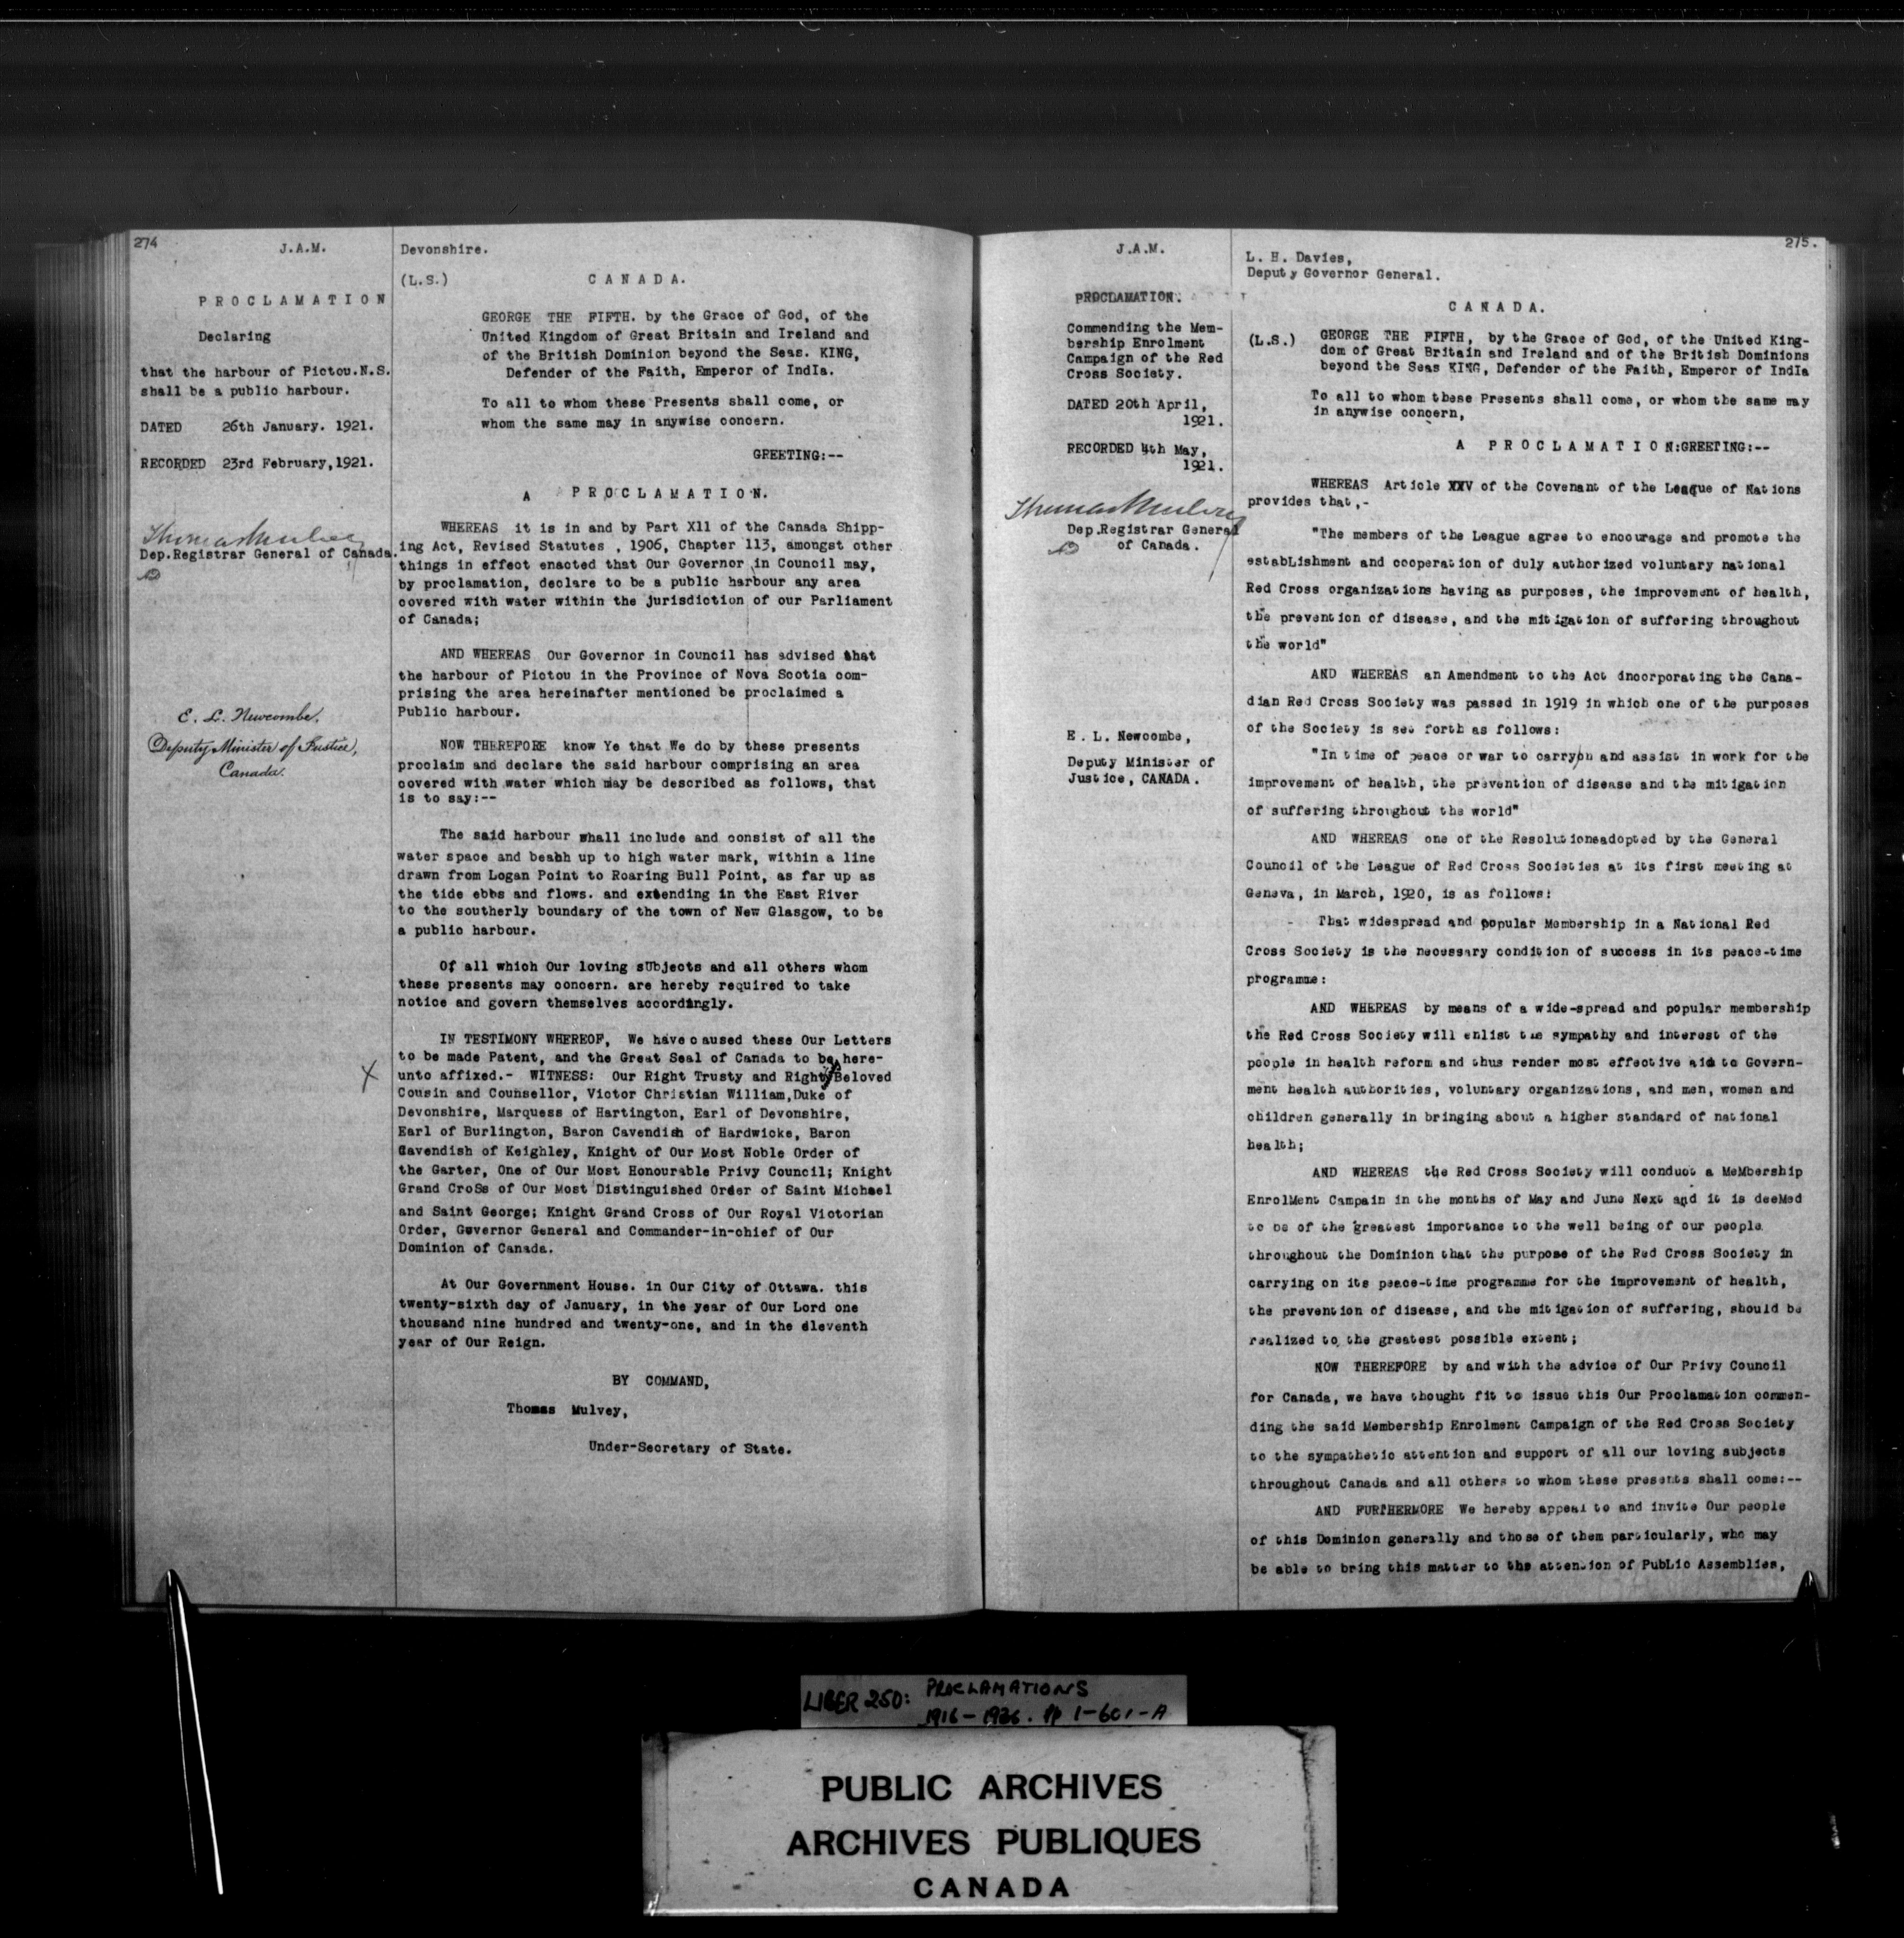 274
J.A.M.
PROCLAMATION
Declaring
that the harbour of Pictou.N.S.
shall be a public harbour.
DATED 26th January. 1921.
RECORDED 23rd February,1921.
Thomas Mulvey
Dep.Registrar General of Canada.
E. L. Newcombe,
Deputy Minister of Justice,
Canada.
X
Devonshire.
(L.S.) CANADA.
GEORGE THE FIFTH. by the Grace of God, of the
United Kingdom of Great Britain and Ireland and
of the British Dominion beyond the Seas. KING,
Defender of the Faith, Emperor of IndIa.
To all to whom these Presents shall come, or
whom the same may in anywise concern.
GREETING:--
A PROCLAMATION.
WHEREAS it is in and by Part X11 of the Canada Shipp-
ing Act, Revised Statutes , 1906, Chapter 113, amongst other
things in effect enacted that Our Governor in Council may,
by proclamation, declare to be a public harbour any area
covered with water within the jurisdiction of our Parliament
of Canada;
AND WHEREAS Our Governor in Council has advised that
the harbour of Pictou in the Province of Nova Scotia com-
prising the area hereinafter mentioned be proclaimed a
Public harbour.
NOW THEREFORE know Ye that We do by these presents
proclaim and declare the said harbour comprising an area
covered with water which may be described as follows, that
is to say:--
The said harbour shall include and consist of all the
water space and beahh up to high water mark, within a line
drawn from Logan Point to Roaring Bull Point, as far up as
the tide ebbs and flows. and extending in the East River
to the southerly boundary of the town of New Glasgow, to be
a public harbour.
Of all which Our loving sUbjects and all others whom
these presents may concern. are hereby required to take
notice and govern themselves accordingly.
IN TESTIMONY WHEREOF, We have caused these Our Letters
to be made Patent, and the Great Seal of Canada to be here-
unto affixed.- WITNESS: Our Right Trusty and Right Beloved
Cousin and Counsellor, Victor Christian William,Duke of
Devonshire, Marquess of Hartington, Earl of Devonshire,
Earl of Burlington, Baron Cavendish of Hardwicke, Baron
Cavendish of Keighley, Knight of Our Most Noble Order of
the Garter, One of Our Most Honourable Privy Council; Knight
Grand CroSs of Our Most Distinguished Order of Saint Michael
and Saint George; Knight Grand Cross of Our Royal Victorian
Order, Governor General and Commander-in-chief of Our
Dominion of Canada.
At Our Government House. in Our City of Ottawa. this
twenty-sixth day of January, in the year of Our Lord one
thousand nine hundred and twenty-one, and in the eleventh
year of Our Reign.
BY COMMAND,
Thomas Mulvey,
Under-Secretary of State.
275.
J.A.M.
PROCLAMATION.
Commending the Mem-
bership Enrolment
Campaign of the Red
Cross Society.
DATED 20th April,
1921.
RECORDED 4th May,
1921.
Thomas Mulvey
Dep.Registrar General
of Canada.
E. L. Newcombe,
Deputy Minister of
Justice, CANADA.
L. H. Davies,
Deputy Governor General.
CANADA.
(L.S.) GEORGE THE FIFTH, by the Grace of God, of the United King-
dom of Great Britain and Ireland and of the British Dominions
beyond the Seas KING, Defender of the Faith, Emperor of IndIa
To all to whom these Presents shall come, or whom the same may
in anywise concern,
A PROCLAMATION:GREETING:--
WHEREAS Article XXV of the Covenant of the League of Nations
provides that,-
"The members of the League agree to encourage and promote the
estabLishment and cooperation of duly authorized voluntary national
Red Cross organizations having as purposes, the improvement of health,
the prevention of disease, and the mitigation of suffering throughout
the world"
AND WHEREAS an Amendment to the Act incorporating the Cana-
dian Red Cross Society was passed in 1919 in which one of the purposes
of the Society is set forth as follows:
"In time of peace or war to carry on and assist in work for the
improvement of health, the prevention of disease and the mitigation
of suffering throughout the world"
AND WHEREAS one of the Resolutionsadopted by the General
Council of the League of Red Cross Societies at its first meeting at
Geneva, in March, 1920, is as follows:
- That widespread and popular Membership in a National Red
Cross Society is the necessary condition of success in its peace-time
programme:
AND WHEREAS by means of a wide-spread and popular membership
the Red Cross Society will enlist the sympathy and interest of the
people in health reform and thus render most effective aid to Govern-
ment health authorities, voluntary organizations, and men, women and
children generally in bringing about a higher standard of national
health;
AND WHEREAS the Red Cross Society will conduct a MeMbership
EnrolMent Campain in the months of May and June Next and it is deeMed
to be of the greatest importance to the well being of our people
throughout the Dominion that the purpose of the Red Cross Society in
carrying on its peace-time programme for the improvement of health,
the prevention of disease, and the mitigation of suffering, should be
realized to the greatest possible extent;
NOW THEREFORE by and with the advice of Our Privy Council
for Canada, we have thought fit to issue this Our Proclamation commen-
ding the said Membership Enrolment Campaign of the Red Cross Society
to the sympathetic attention and support of all our loving subjects
throughout Canada and all others to whom these presents shall come:--
AND FURTHERMORE We hereby appeal to and invite Our people
of this Dominion generally and those of them particularly, who may
be able to bring this matter to the attention of PubLic Assemblies,
LIBER 250: PROCLAMATIONS
1916-1926. pp 1-601-A
PUBLIC ARCHIVES
ARCHIVES PUBLIQUES
CANADA